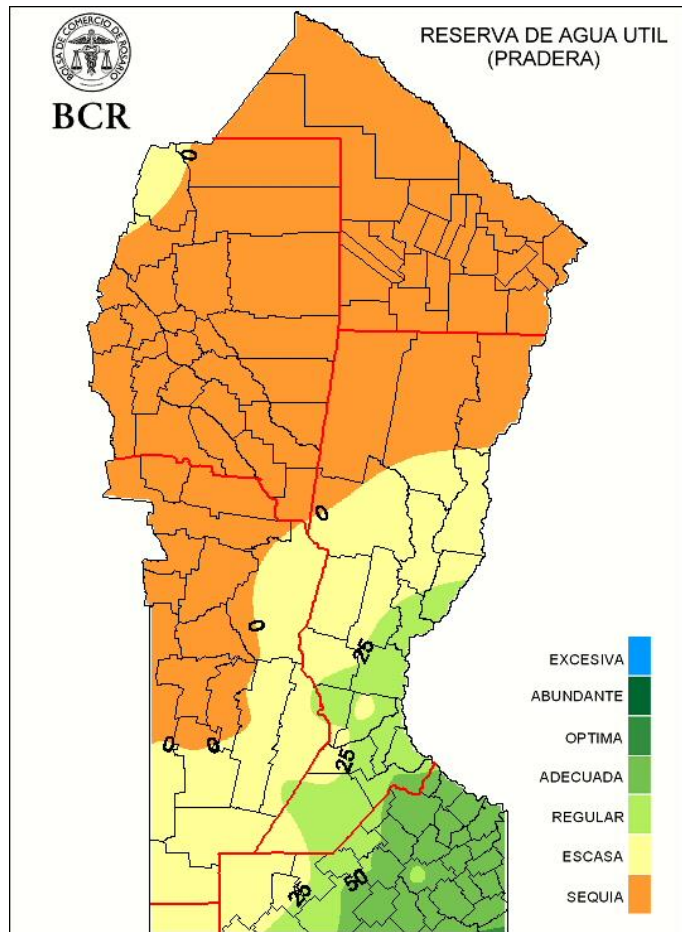 BOLSA DE COMERCIO DE ROSARIO
BCR
RESERVA DE AGUA UTIL
(PRADERA)
0
0
0
25
0
0
25
50
25
EXCESIVA
ABUNDANTE
OPTIMA
ADECUADA
REGULAR
ESCASA
SEQUIA